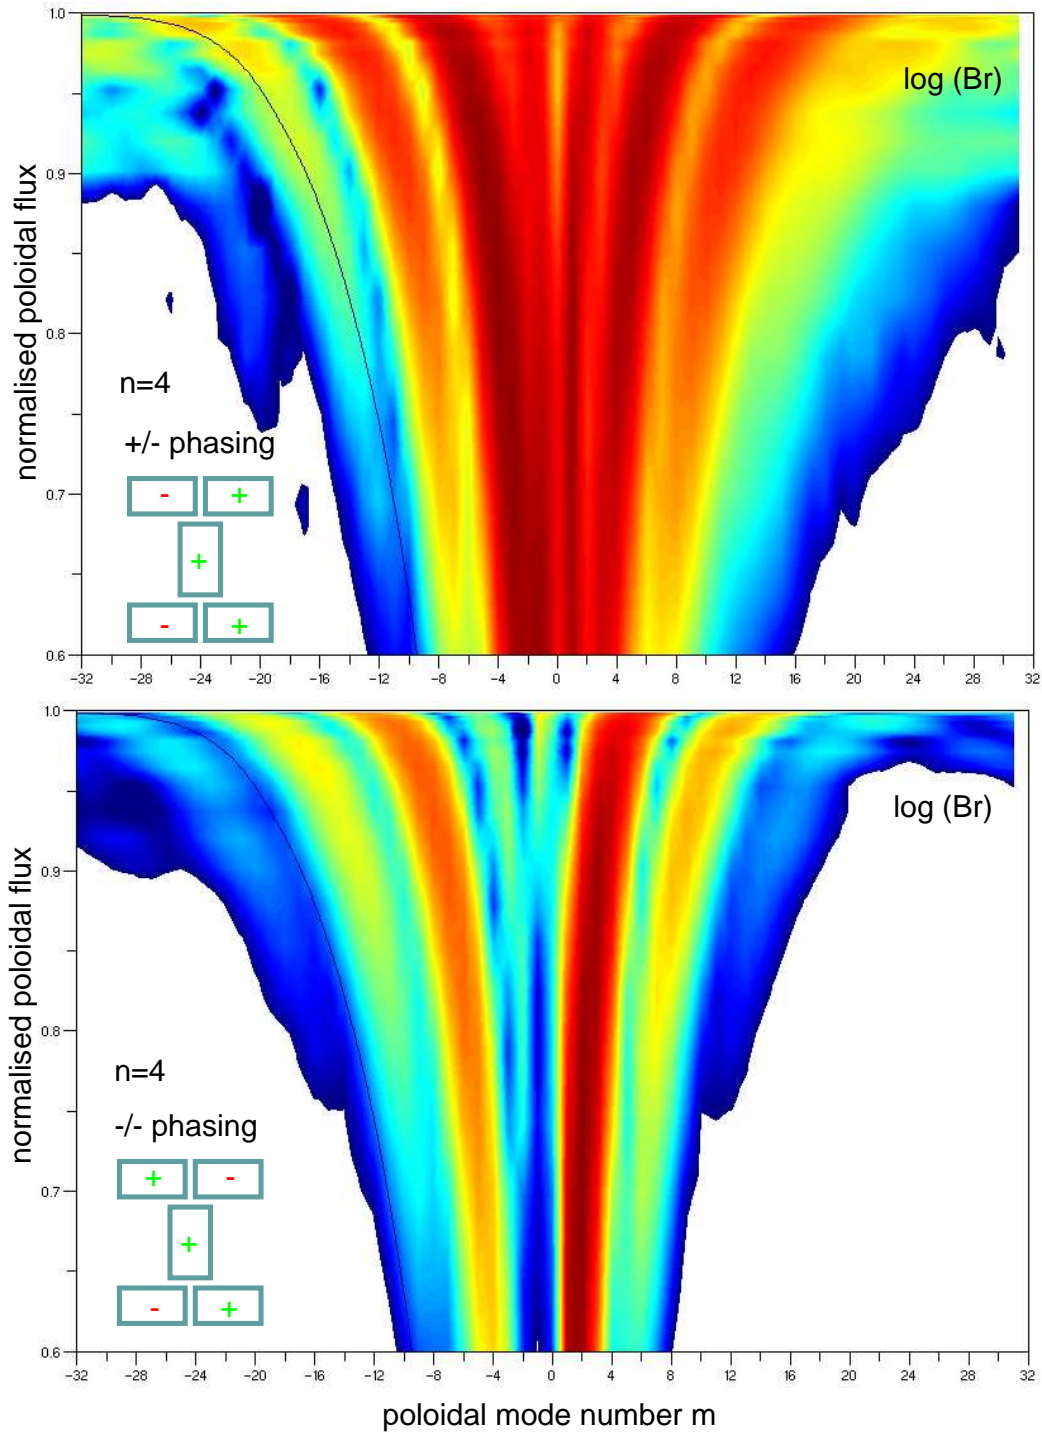 1.0
0.9
0.8
0.7
0.6
normalised poloidal flux
log (Br)
n=4
+/- phasing
- +
+
- +
-32 -28 -24 -20 -16 -12 -8 -4 0 4 8 12 16 20 24 28 32
1.0
0.9
0.8
0.7
0.6
normalised poloidal flux
log (Br)
n=4
-/- phasing
+ -
+
- +
-32 -28 -24 -20 -16 -12 -8 -4 0 4 8 12 16 20 24 28 32
poloidal mode number m